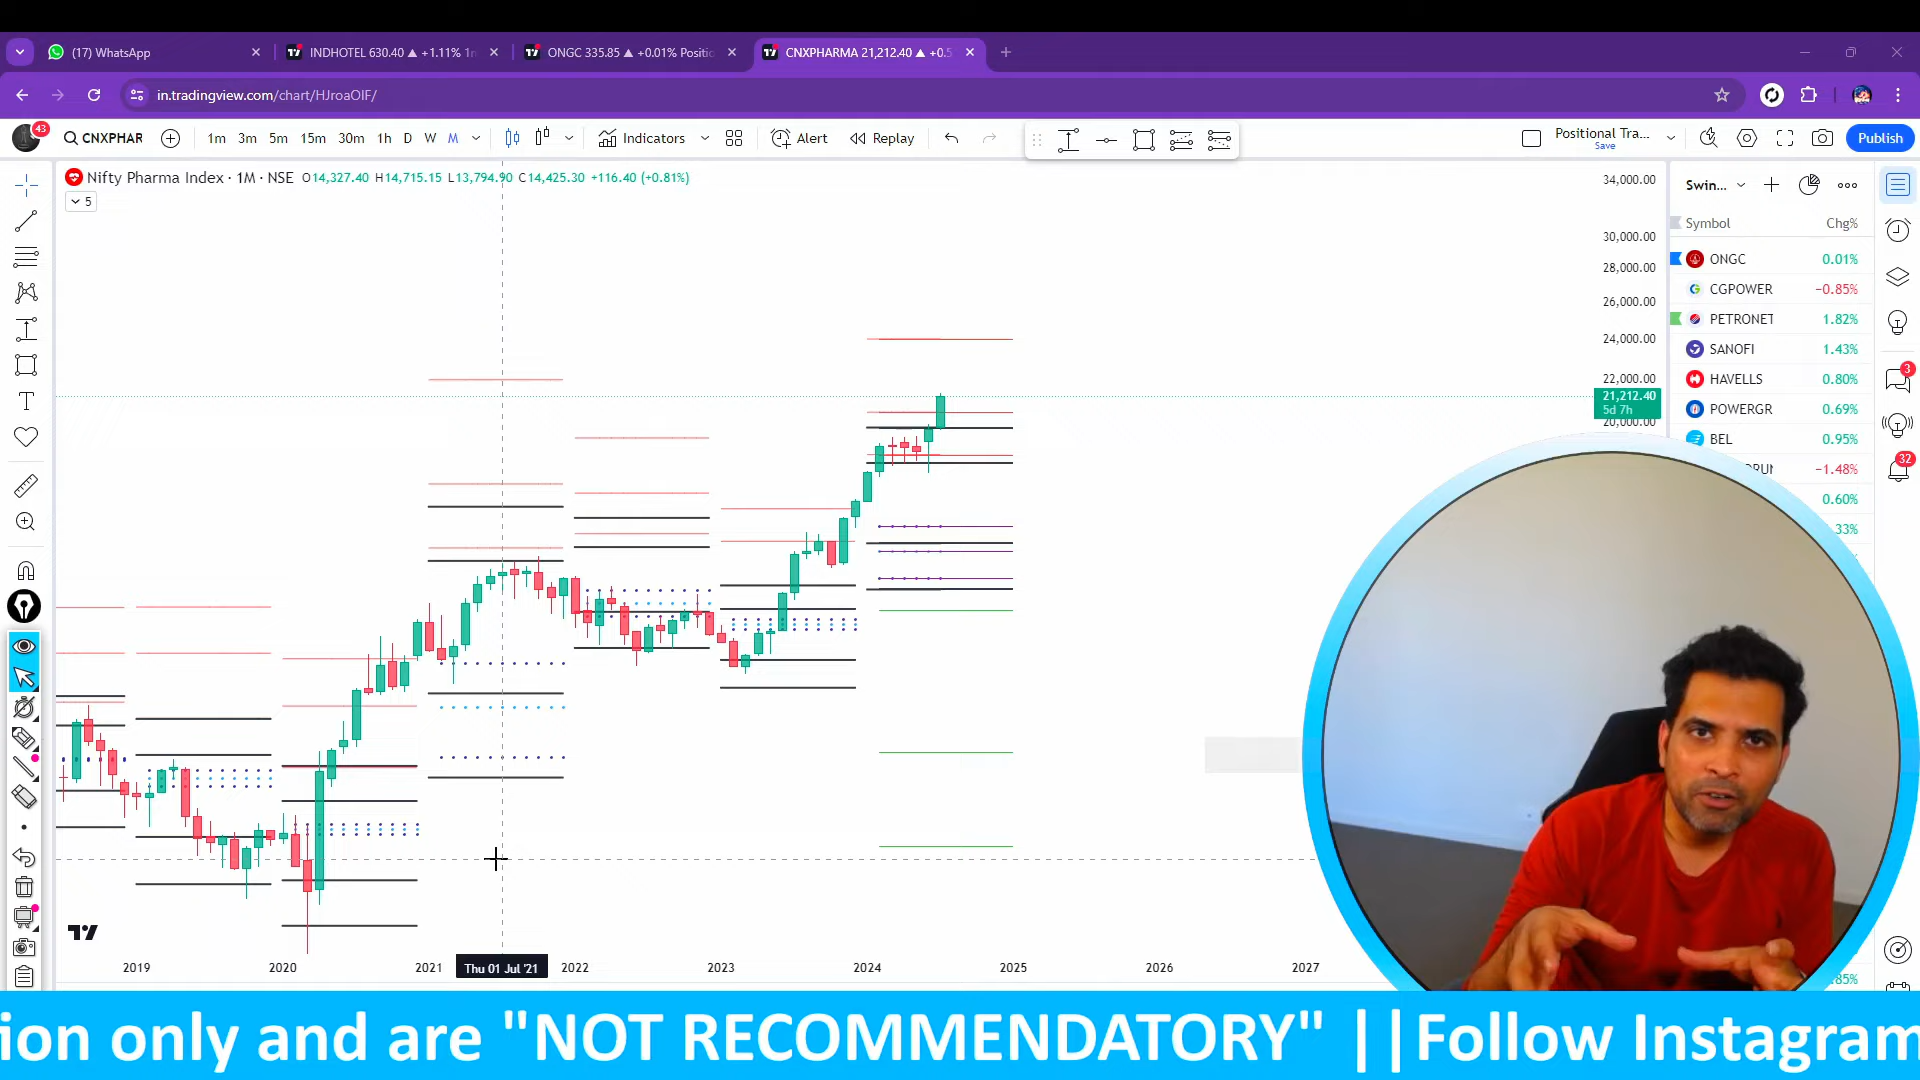 (17) WhatsApp
INDHOTEL 630.40 ▲ +1.11%
ONGC 335.85 ▲ +0.01% Positio
CNXPHARMA 21,212.40 ▲ +0.5
in.tradingview.com/chart/HJroaOIF/
43
CNXPHAR
1m 3m 5m 15m 30m 1h D W M
Indicators
Alert
Replay
Positional Tra...
Save
Publish
Nifty Pharma Index · 1M · NSE O14,327.40 H14,715.15 L13,794.90 C14,425.30 +116.40 (+0.81%)
5
34,000.00
30,000.00
28,000.00
26,000.00
24,000.00
22,000.00
21,212.40
5d 7h
20,000.00
Swin...
Symbol Chg%
ONGC 0.01%
CGPOWER −0.85%
PETRONET 1.82%
SANOFI 1.43%
HAVELLS 0.80%
POWERGR 0.69%
BEL 0.95%
−1.48%
0.60%
33%
3
32
2019 2020 2021 Thu 01 Jul '21 2022 2023 2024 2025 2026 2027
85%
ion only and are "NOT RECOMMENDATORY" ||Follow Instagram